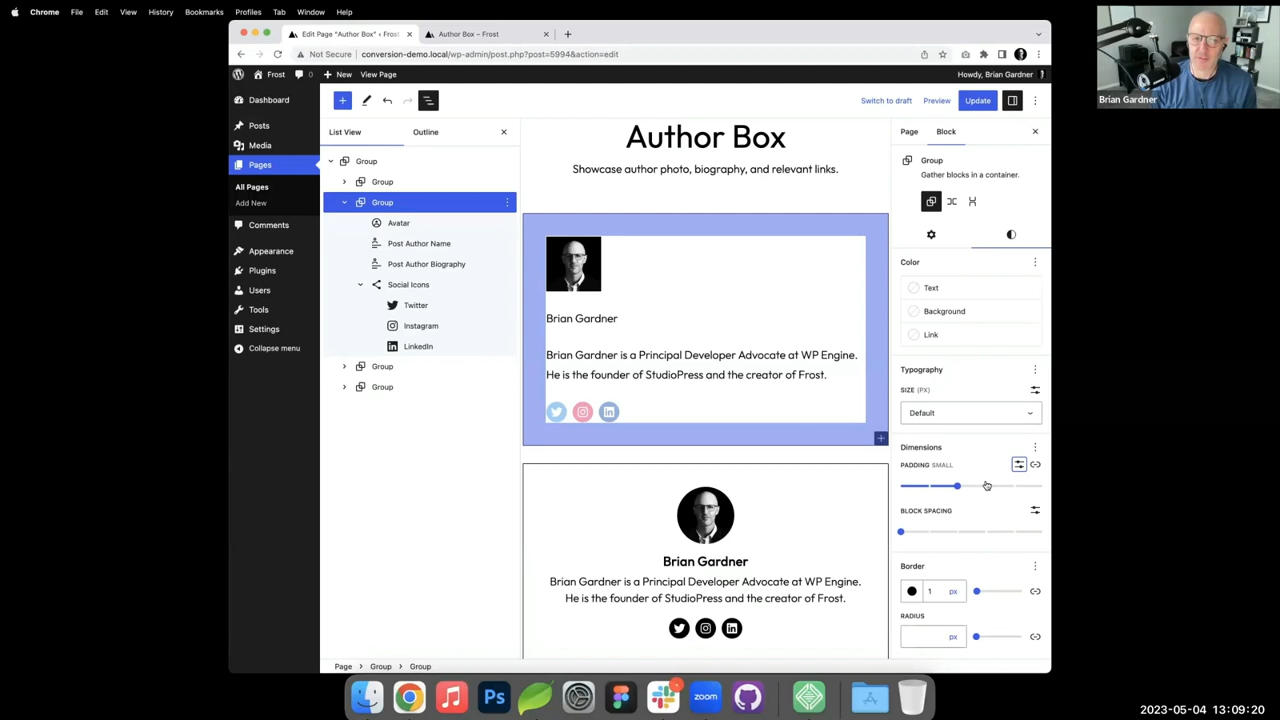 Chrome File Edit View History Bookmarks Profiles Tab Window Help
Edit Page "Author Box" ‹ Frost
Author Box – Frost
Not Secure conversion-demo.local/wp-admin/post.php?post=5994&action=edit
Frost 0 New View Page Howdy, Brian Gardner
Dashboard
Posts
Media
Pages
All Pages
Add New
Comments
Appearance
Plugins
Users
Tools
Settings
Collapse menu
Switch to draft Preview Update
List View Outline
Group
Group
Group
Avatar
Post Author Name
Post Author Biography
Social Icons
Twitter
Instagram
LinkedIn
Group
Group
Author Box
Showcase author photo, biography, and relevant links.
Brian Gardner
Brian Gardner is a Principal Developer Advocate at WP Engine.
He is the founder of StudioPress and the creator of Frost.
Brian Gardner
Brian Gardner is a Principal Developer Advocate at WP Engine.
He is the founder of StudioPress and the creator of Frost.
Page Block
Group
Gather blocks in a container.
Color
Text
Background
Link
Typography
SIZE (PX)
Default
Dimensions
PADDING SMALL
BLOCK SPACING
Border
1 px
RADIUS
px
Page > Group > Group
Ps
zoom
Brian Gardner
2023-05-04 13:09:20